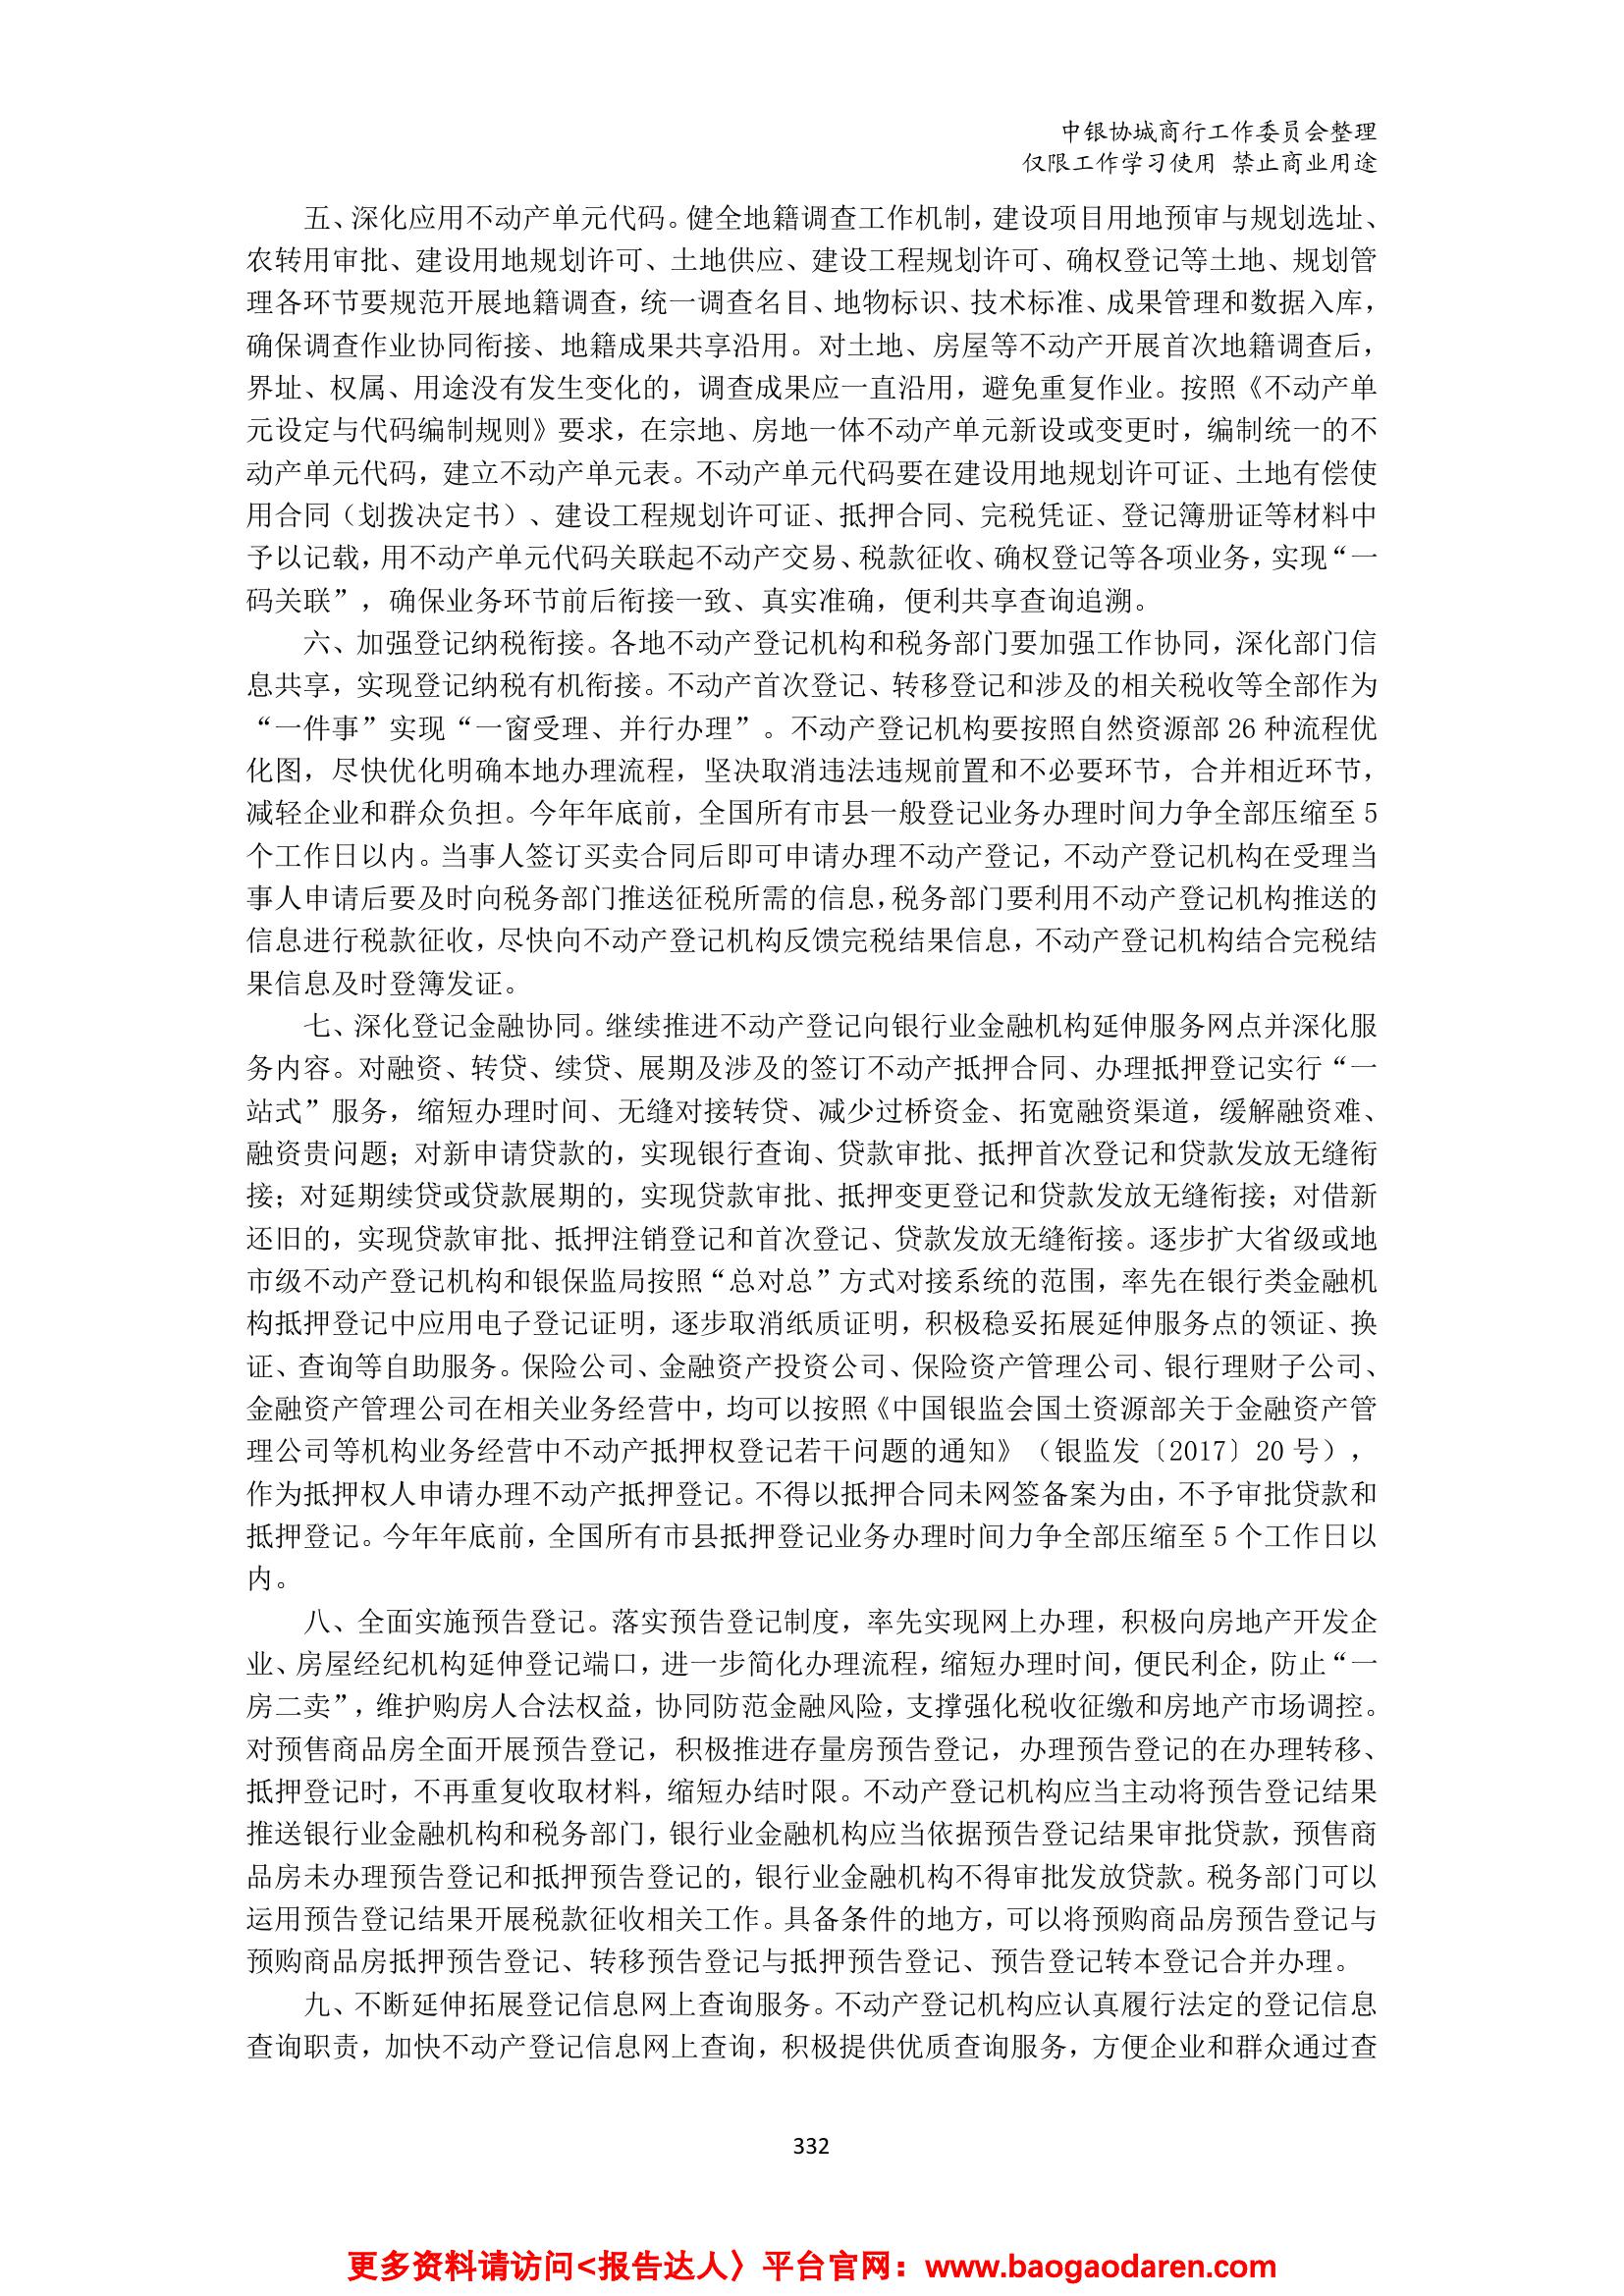 中银协城商行工作委员会整理
仅限工作学习使用 禁止商业用途
五、深化应用不动产单元代码。健全地籍调查工作机制，建设项目用地预审与规划选址、
农转用审批、建设用地规划许可、土地供应、建设工程规划许可、确权登记等土地、规划管
理各环节要规范开展地籍调查，统一调查名目、地物标识、技术标准、成果管理和数据入库，
确保调查作业协同衔接、地籍成果共享沿用。对土地、房屋等不动产开展首次地籍调查后，
界址、权属、用途没有发生变化的，调查成果应一直沿用，避免重复作业。按照《不动产单
元设定与代码编制规则》要求，在宗地、房地一体不动产单元新设或变更时，编制统一的不
动产单元代码，建立不动产单元表。不动产单元代码要在建设用地规划许可证、土地有偿使
用合同（划拨决定书）、建设工程规划许可证、抵押合同、完税凭证、登记簿册证等材料中
予以记载，用不动产单元代码关联起不动产交易、税款征收、确权登记等各项业务，实现“一
码关联”，确保业务环节前后衔接一致、真实准确，便利共享查询追溯。
六、加强登记纳税衔接。各地不动产登记机构和税务部门要加强工作协同，深化部门信
息共享，实现登记纳税有机衔接。不动产首次登记、转移登记和涉及的相关税收等全部作为
“一件事”实现“一窗受理、并行办理”。不动产登记机构要按照自然资源部 26 种流程优
化图，尽快优化明确本地办理流程，坚决取消违法违规前置和不必要环节，合并相近环节，
减轻企业和群众负担。今年年底前，全国所有市县一般登记业务办理时间力争全部压缩至 5
个工作日以内。当事人签订买卖合同后即可申请办理不动产登记，不动产登记机构在受理当
事人申请后要及时向税务部门推送征税所需的信息，税务部门要利用不动产登记机构推送的
信息进行税款征收，尽快向不动产登记机构反馈完税结果信息，不动产登记机构结合完税结
果信息及时登簿发证。
七、深化登记金融协同。继续推进不动产登记向银行业金融机构延伸服务网点并深化服
务内容。对融资、转贷、续贷、展期及涉及的签订不动产抵押合同、办理抵押登记实行“一
站式”服务，缩短办理时间、无缝对接转贷、减少过桥资金、拓宽融资渠道，缓解融资难、
融资贵问题；对新申请贷款的，实现银行查询、贷款审批、抵押首次登记和贷款发放无缝衔
接；对延期续贷或贷款展期的，实现贷款审批、抵押变更登记和贷款发放无缝衔接；对借新
还旧的，实现贷款审批、抵押注销登记和首次登记、贷款发放无缝衔接。逐步扩大省级或地
市级不动产登记机构和银保监局按照“总对总”方式对接系统的范围，率先在银行类金融机
构抵押登记中应用电子登记证明，逐步取消纸质证明，积极稳妥拓展延伸服务点的领证、换
证、查询等自助服务。保险公司、金融资产投资公司、保险资产管理公司、银行理财子公司、
金融资产管理公司在相关业务经营中，均可以按照《中国银监会国土资源部关于金融资产管
理公司等机构业务经营中不动产抵押权登记若干问题的通知》（银监发〔2017〕20 号），
作为抵押权人申请办理不动产抵押登记。不得以抵押合同未网签备案为由，不予审批贷款和
抵押登记。今年年底前，全国所有市县抵押登记业务办理时间力争全部压缩至 5 个工作日以
内。
八、全面实施预告登记。落实预告登记制度，率先实现网上办理，积极向房地产开发企
业、房屋经纪机构延伸登记端口，进一步简化办理流程，缩短办理时间，便民利企，防止“一
房二卖”，维护购房人合法权益，协同防范金融风险，支撑强化税收征缴和房地产市场调控。
对预售商品房全面开展预告登记，积极推进存量房预告登记，办理预告登记的在办理转移、
抵押登记时，不再重复收取材料，缩短办结时限。不动产登记机构应当主动将预告登记结果
推送银行业金融机构和税务部门，银行业金融机构应当依据预告登记结果审批贷款，预售商
品房未办理预告登记和抵押预告登记的，银行业金融机构不得审批发放贷款。税务部门可以
运用预告登记结果开展税款征收相关工作。具备条件的地方，可以将预购商品房预告登记与
预购商品房抵押预告登记、转移预告登记与抵押预告登记、预告登记转本登记合并办理。
九、不断延伸拓展登记信息网上查询服务。不动产登记机构应认真履行法定的登记信息
查询职责，加快不动产登记信息网上查询，积极提供优质查询服务，方便企业和群众通过查
332
更多资料请访问<报告达人〉平台官网：www.baogaodaren.com